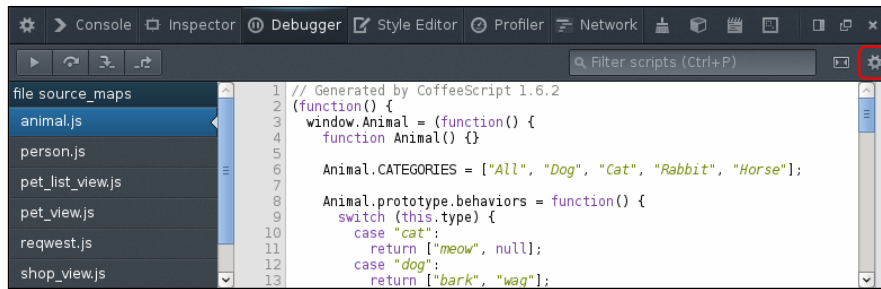 Console Inspector Debugger Style Editor Profiler Network
Filter scripts (Ctrl+P)
file source_maps
animal.js
person.js
pet_list_view.js
pet_view.js
reqwest.js
shop_view.js
1 // Generated by CoffeeScript 1.6.2
2 (function() {
3 window.Animal = (function() {
4 function Animal() {}
5
6 Animal.CATEGORIES = ["All", "Dog", "Cat", "Rabbit", "Horse"];
7
8 Animal.prototype.behaviors = function() {
9 switch (this.type) {
10 case "cat":
11 return ["meow", null];
12 case "dog":
13 return ["bark", "wag"];